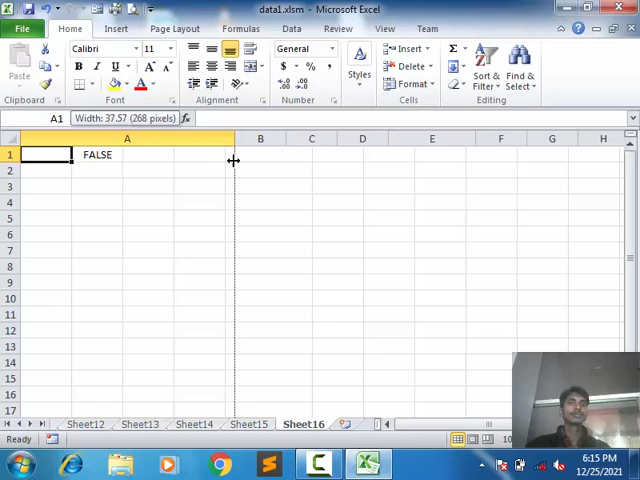 data1.xlsm - Microsoft Excel
File Home Insert Page Layout Formulas Data Review View Team
Calibri 11 General Insert Σ
Paste B I U A A $ % , Styles Delete Sort & Filter Find & Select
A Format
Clipboard Font Alignment Number Cells Editing
A1 Width: 37.57 (268 pixels) fx
A B C D E F G H
1 FALSE
2
3
4
5
6
7
8
9
10
11
12
13
14
15
16
17
Sheet12 Sheet13 Sheet14 Sheet15 Sheet16
Ready 10
S C 6:15 PM
12/25/2021